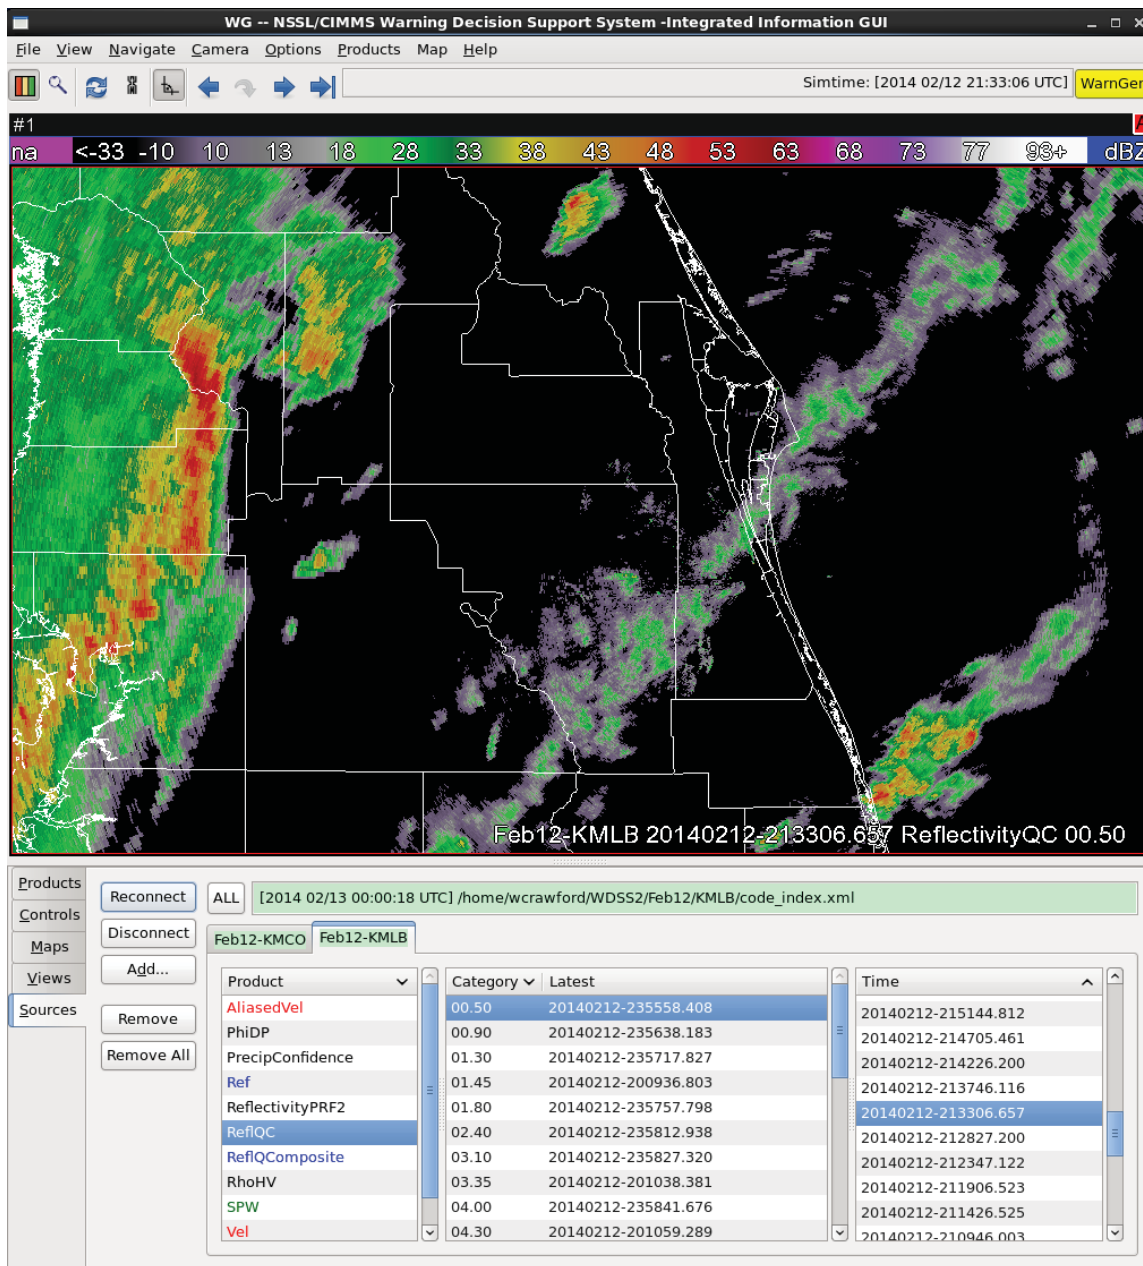 WG -- NSSL/CIMMS Warning Decision Support System -Integrated Information GUI
File View Navigate Camera Options Products Map Help
Simtime: [2014 02/12 21:33:06 UTC] WarnGen
#1
na <-33 -10 10 13 18 28 33 38 43 48 53 63 68 73 77 93+ dBZ
Feb12-KMLB 20140212-213306.657 ReflectivityQC 00.50
Products
Controls
Maps
Views
Sources
Reconnect
Disconnect
Add...
Remove
Remove All
ALL [2014 02/13 00:00:18 UTC] /home/wcrawford/WDSS2/Feb12/KMLB/code_index.xml
Feb12-KMCO Feb12-KMLB
Product
AliasedVel
PhiDP
PrecipConfidence
Ref
ReflectivityPRF2
ReflQC
ReflQComposite
RhoHV
SPW
Vel
Category Latest
00.50 20140212-235558.408
00.90 20140212-235638.183
01.30 20140212-235717.827
01.45 20140212-200936.803
01.80 20140212-235757.798
02.40 20140212-235812.938
03.10 20140212-235827.320
03.35 20140212-201038.381
04.00 20140212-235841.676
04.30 20140212-201059.289
Time
20140212-215144.812
20140212-214705.461
20140212-214226.200
20140212-213746.116
20140212-213306.657
20140212-212827.200
20140212-212347.122
20140212-211906.523
20140212-211426.525
20140212-210946.003